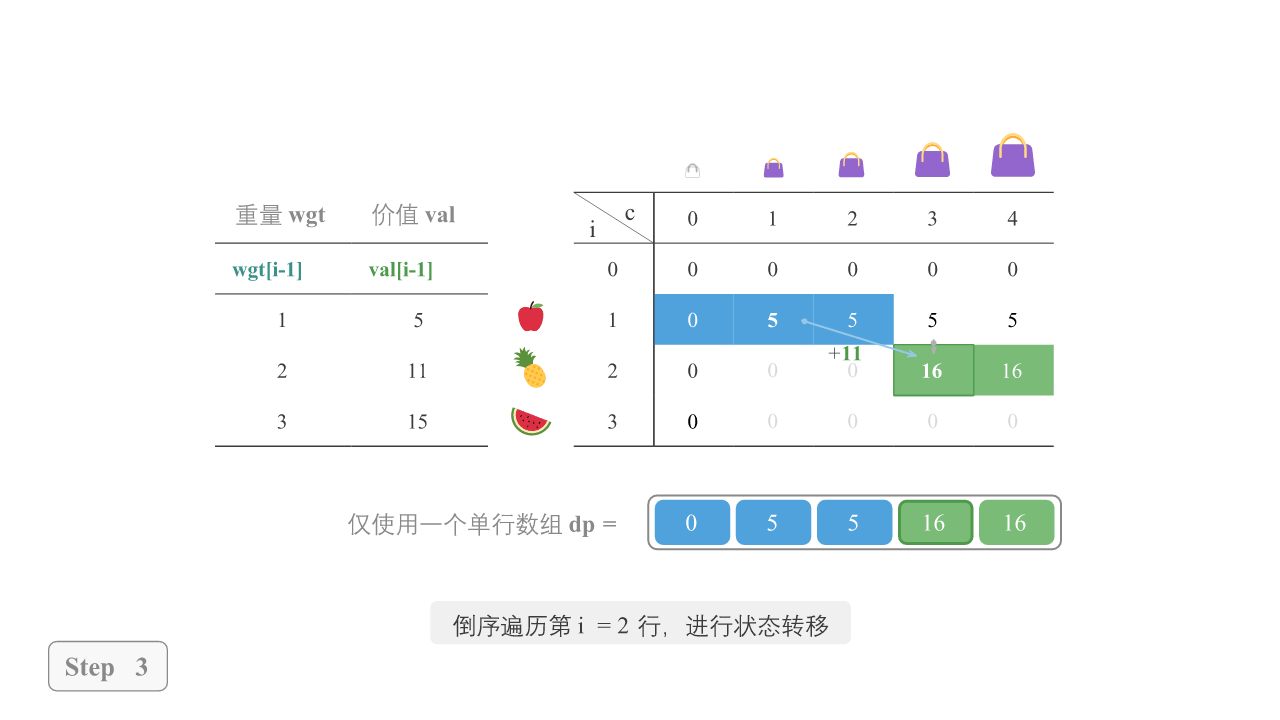 重量 wgt 价值 val
wgt[i-1] val[i-1]
1 5
2 11
3 15
c
i
0 1 2 3 4
0 0 0 0 0 0
1 0 5 5 5 5
+11
2 0 0 0 16 16
3 0 0 0 0 0
仅使用一个单行数组 dp = 0 5 5 16 16
倒序遍历第 i = 2 行，进行状态转移
Step 3